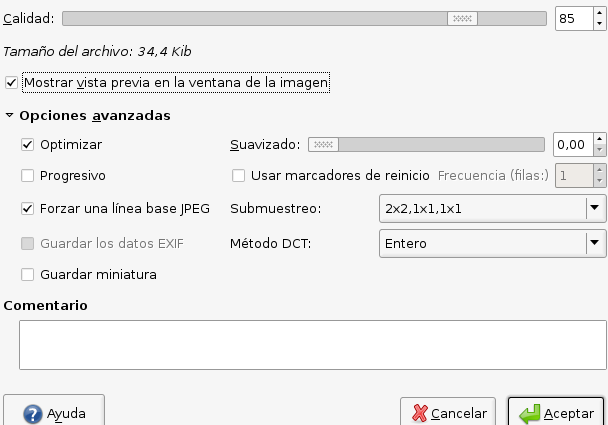 Calidad: 85
Tamaño del archivo: 34,4 Kib
Mostrar vista previa en la ventana de la imagen
Opciones avanzadas
Optimizar Suavizado: 0,00
Progresivo Usar marcadores de reinicio Frecuencia (filas:) 1
Forzar una línea base JPEG Submuestreo: 2x2,1x1,1x1
Guardar los datos EXIF Método DCT: Entero
Guardar miniatura
Comentario
Ayuda Cancelar Aceptar